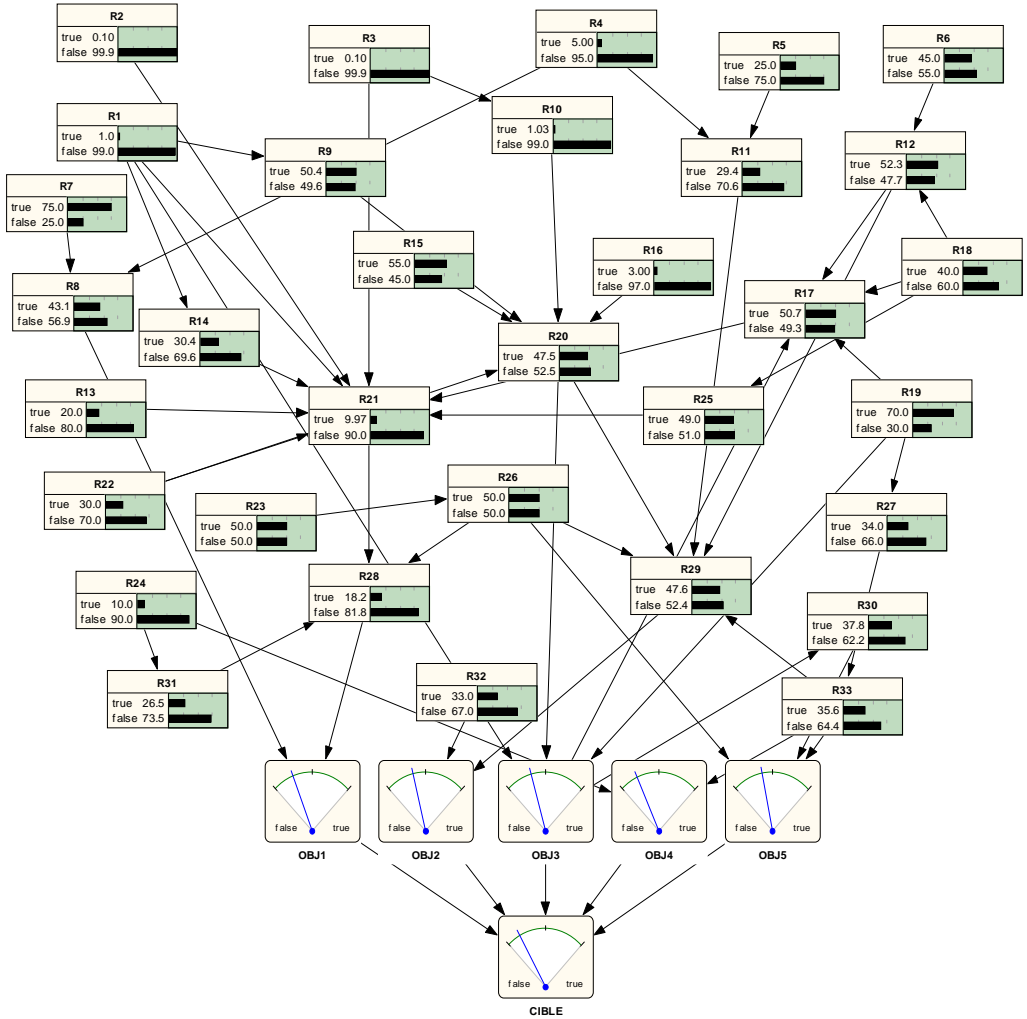 R2
true 0.10
false 99.9
R3
true 0.10
false 99.9
R4
true 5.00
false 95.0
R5
true 25.0
false 75.0
R6
true 45.0
false 55.0
R1
true 1.0
false 99.0
R10
true 1.03
false 99.0
R9
true 50.4
false 49.6
R11
true 29.4
false 70.6
R12
true 52.3
false 47.7
R7
true 75.0
false 25.0
R15
true 55.0
false 45.0
R16
true 3.00
false 97.0
R18
true 40.0
false 60.0
R8
true 43.1
false 56.9
R17
true 50.7
false 49.3
R14
true 30.4
false 69.6
R20
true 47.5
false 52.5
R13
true 20.0
false 80.0
R21
true 9.97
false 90.0
R25
true 49.0
false 51.0
R19
true 70.0
false 30.0
R22
true 30.0
false 70.0
R23
true 50.0
false 50.0
R26
true 50.0
false 50.0
R27
true 34.0
false 66.0
R24
true 10.0
false 90.0
R28
true 18.2
false 81.8
R29
true 47.6
false 52.4
R30
true 37.8
false 62.2
R31
true 26.5
false 73.5
R32
true 33.0
false 67.0
R33
true 35.6
false 64.4
false true
OBJ1
false true
OBJ2
false true
OBJ3
false true
OBJ4
false true
OBJ5
false true
CIBLE